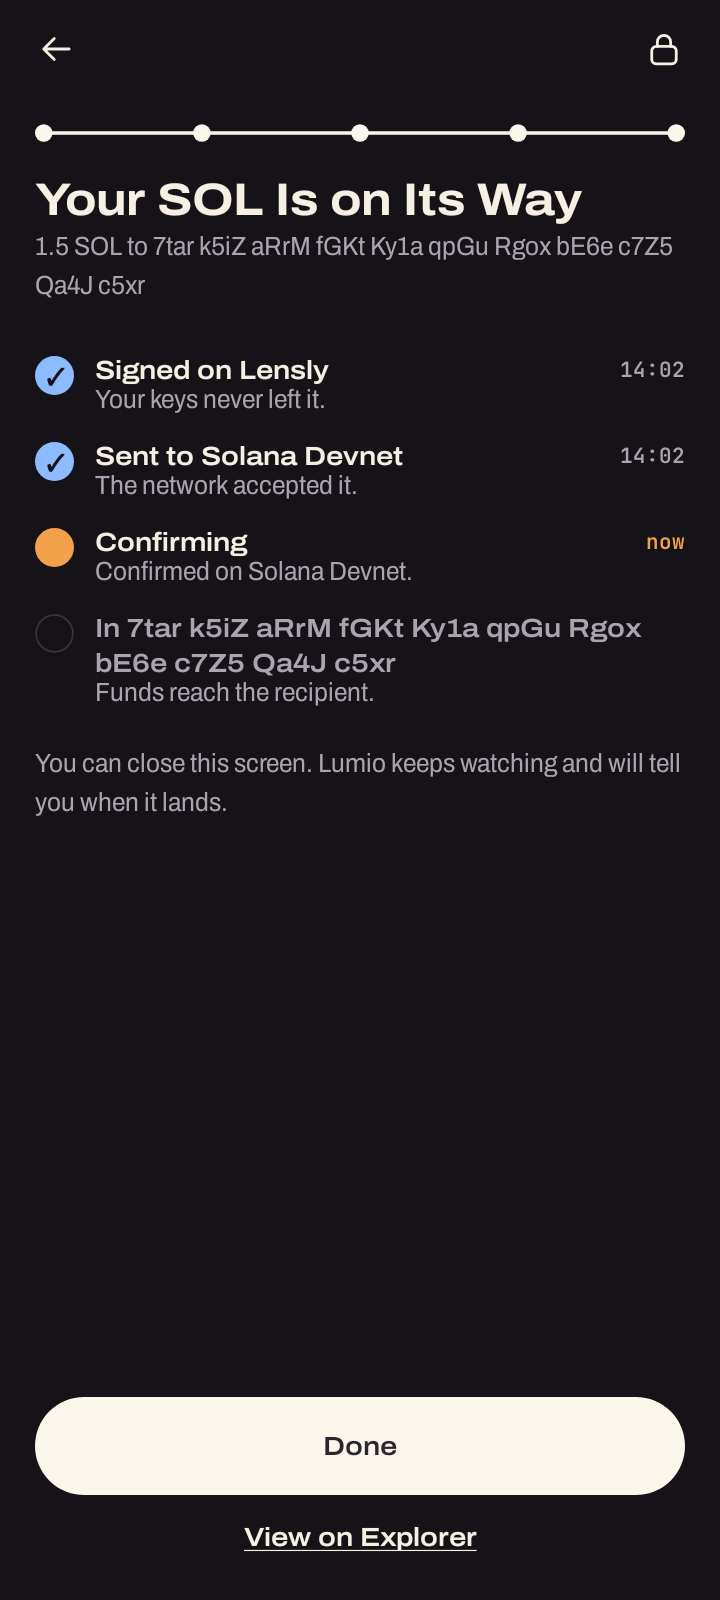 Your SOL Is on Its Way
1.5 SOL to 7tar k5iZ aRrM fGKt Ky1a qpGu Rgox bE6e c7Z5
Qa4J c5xr
Signed on Lensly
14:02
Your keys never left it.
Sent to Solana Devnet
14:02
The network accepted it.
Confirming
now
Confirmed on Solana Devnet.
In 7tar k5iZ aRrM fGKt Ky1a qpGu Rgox
bE6e c7Z5 Qa4J c5xr
Funds reach the recipient.
You can close this screen. Lumio keeps watching and will tell
you when it lands.
Done
View on Explorer